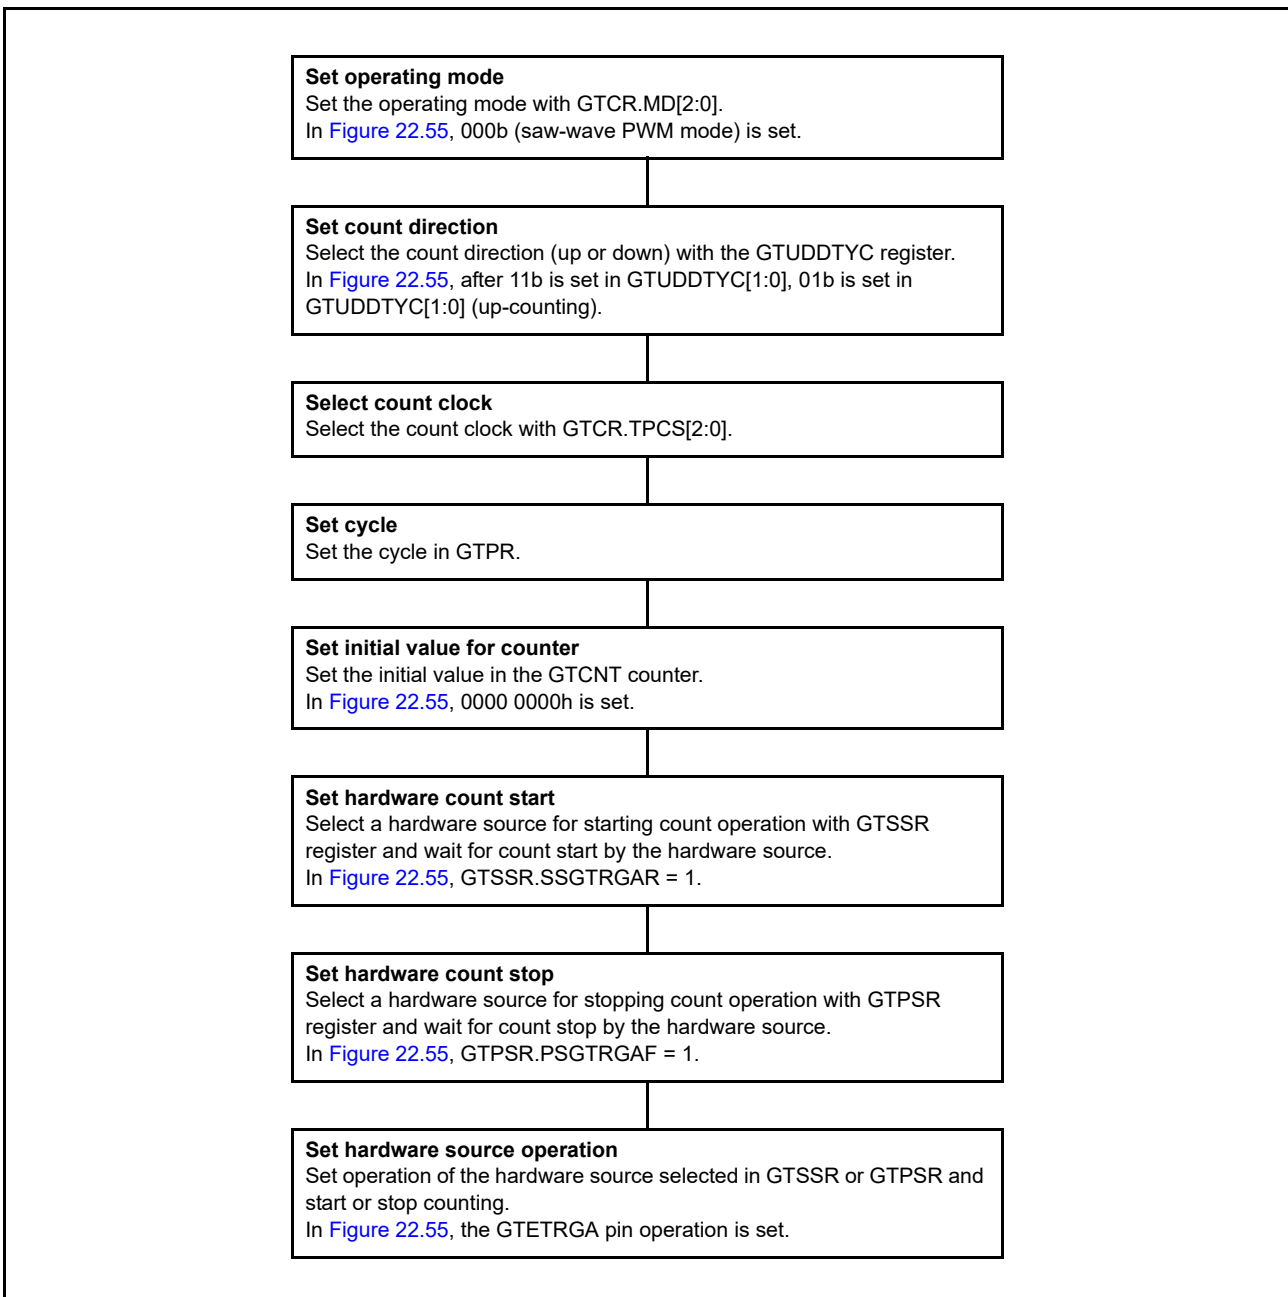 Set operating mode
Set the operating mode with GTCR.MD[2:0].
In Figure 22.55, 000b (saw-wave PWM mode) is set.
Set count direction
Select the count direction (up or down) with the GTUDDTYC register.
In Figure 22.55, after 11b is set in GTUDDTYC[1:0], 01b is set in
GTUDDTYC[1:0] (up-counting).
Select count clock
Select the count clock with GTCR.TPCS[2:0].
Set cycle
Set the cycle in GTPR.
Set initial value for counter
Set the initial value in the GTCNT counter.
In Figure 22.55, 0000 0000h is set.
Set hardware count start
Select a hardware source for starting count operation with GTSSR
register and wait for count start by the hardware source.
In Figure 22.55, GTSSR.SSGTRGAR = 1.
Set hardware count stop
Select a hardware source for stopping count operation with GTPSR
register and wait for count stop by the hardware source.
In Figure 22.55, GTPSR.PSGTRGAF = 1.
Set hardware source operation
Set operation of the hardware source selected in GTSSR or GTPSR and
start or stop counting.
In Figure 22.55, the GTETRGA pin operation is set.